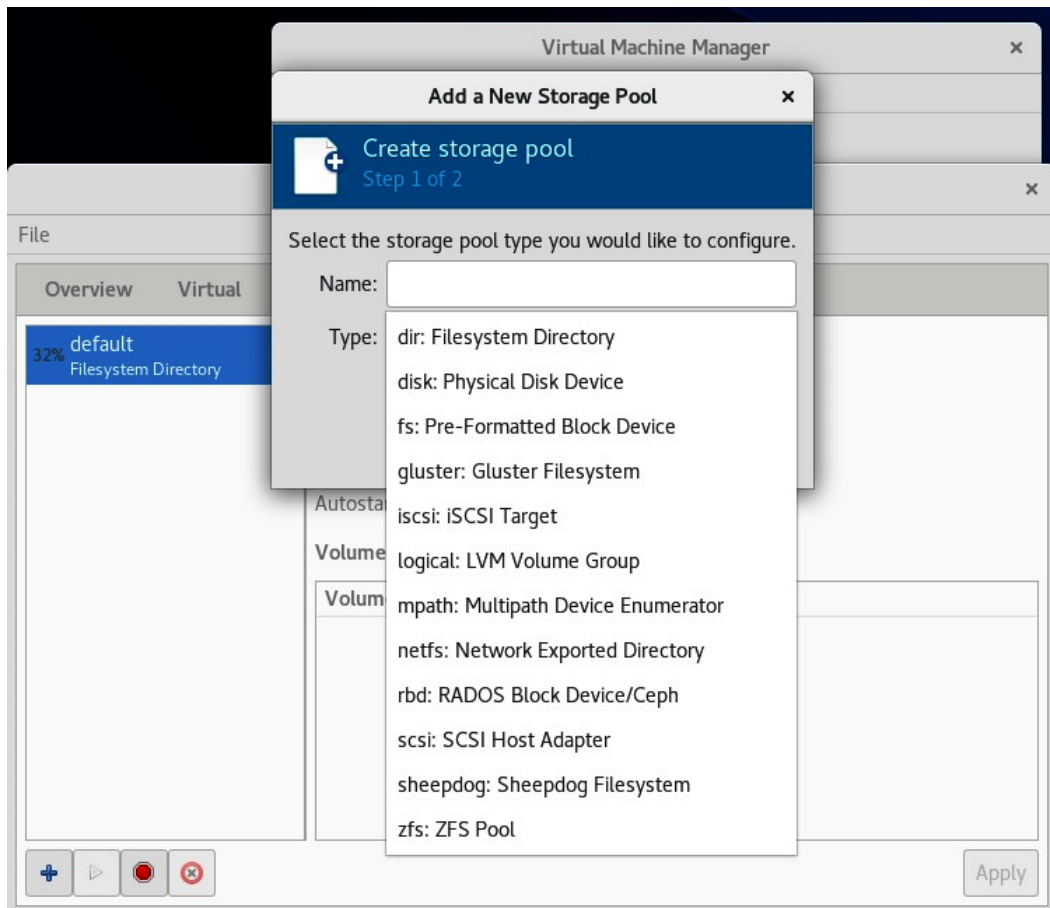 Virtual Machine Manager
Add a New Storage Pool
Create storage pool
Step 1 of 2
File
Select the storage pool type you would like to configure.
Overview Virtual
Name:
Type:
dir: Filesystem Directory
disk: Physical Disk Device
fs: Pre-Formatted Block Device
gluster: Gluster Filesystem
iscsi: iSCSI Target
logical: LVM Volume Group
mpath: Multipath Device Enumerator
netfs: Network Exported Directory
rbd: RADOS Block Device/Ceph
scsi: SCSI Host Adapter
sheepdog: Sheepdog Filesystem
zfs: ZFS Pool
32% default
Filesystem Directory
Autosta
Volume
Volum
Apply